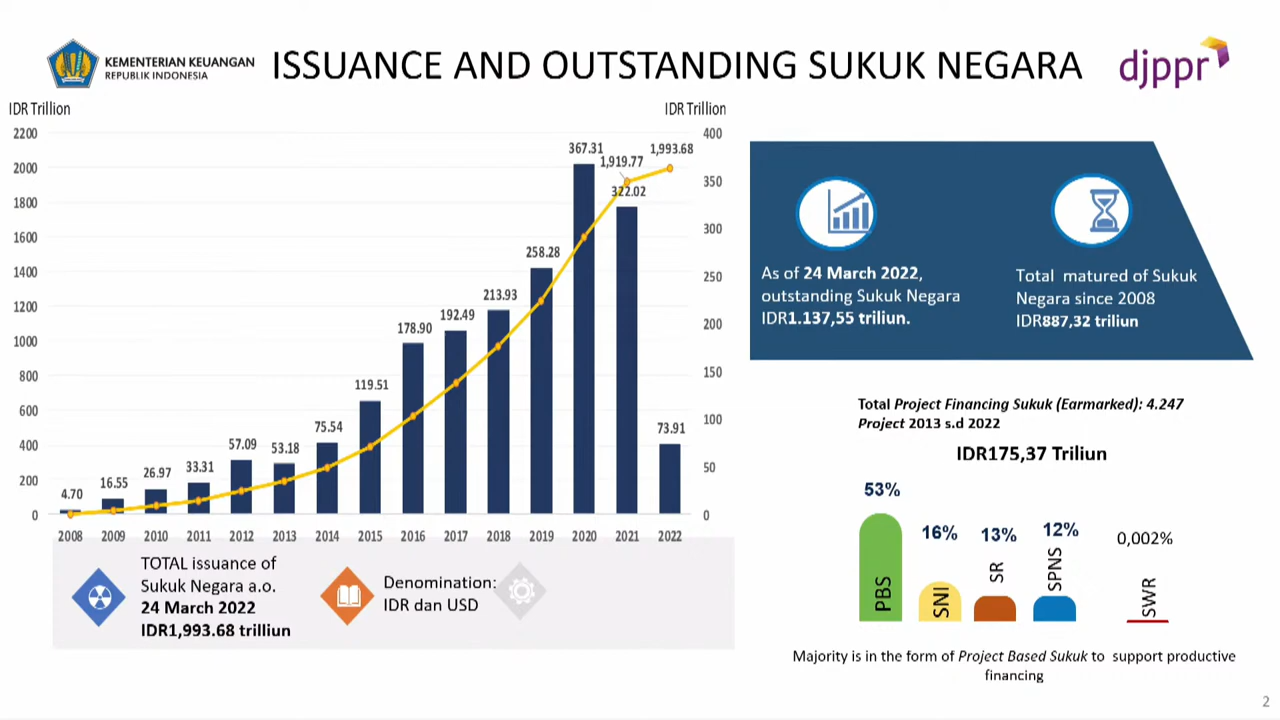 KEMENTERIAN KEUANGAN
REPUBLIK INDONESIA
ISSUANCE AND OUTSTANDING SUKUK NEGARA
djppr
IDR Trillion
IDR Trillion
2200
2000
1800
1600
1400
1200
1000
800
600
400
200
0
400
350
300
250
200
150
100
50
0
4.70
16.55
26.97
33.31
57.09
53.18
75.54
119.51
178.90
192.49
213.93
258.28
367.31
1,919.77
322.02
1,993.68
73.91
2008 2009 2010 2011 2012 2013 2014 2015 2016 2017 2018 2019 2020 2021 2022
TOTAL issuance of
Sukuk Negara a.o.
24 March 2022
IDR1,993.68 trilliun
Denomination:
IDR dan USD
As of 24 March 2022,
outstanding Sukuk Negara
IDR1.137,55 triliun.
Total matured of Sukuk
Negara since 2008
IDR887,32 triliun
Total Project Financing Sukuk (Earmarked): 4.247
Project 2013 s.d 2022
IDR175,37 Triliun
53%
16%
13%
12%
0,002%
PBS
SNI
SR
SPNS
SWR
Majority is in the form of Project Based Sukuk to support productive
financing
2